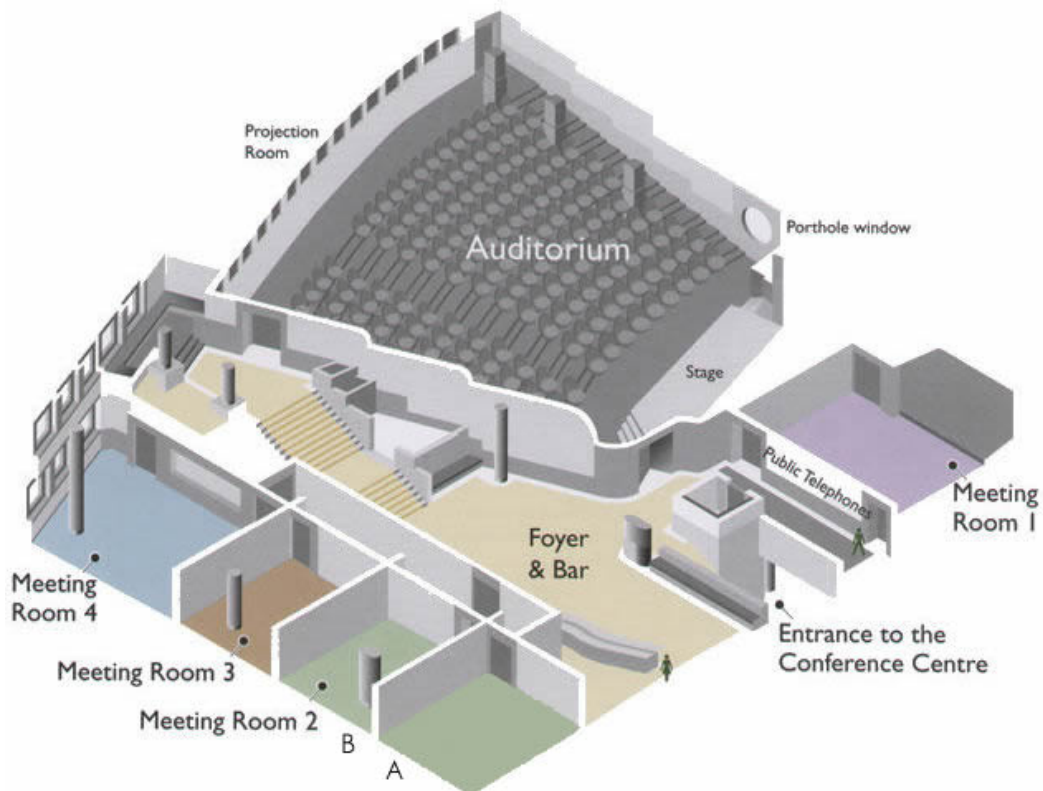 Projection
Room
Auditorium
Porthole window
Stage
Public Telephones
Meeting
Room 1
Foyer
& Bar
Entrance to the
Conference Centre
Meeting
Room 4
Meeting Room 3
Meeting Room 2
B
A